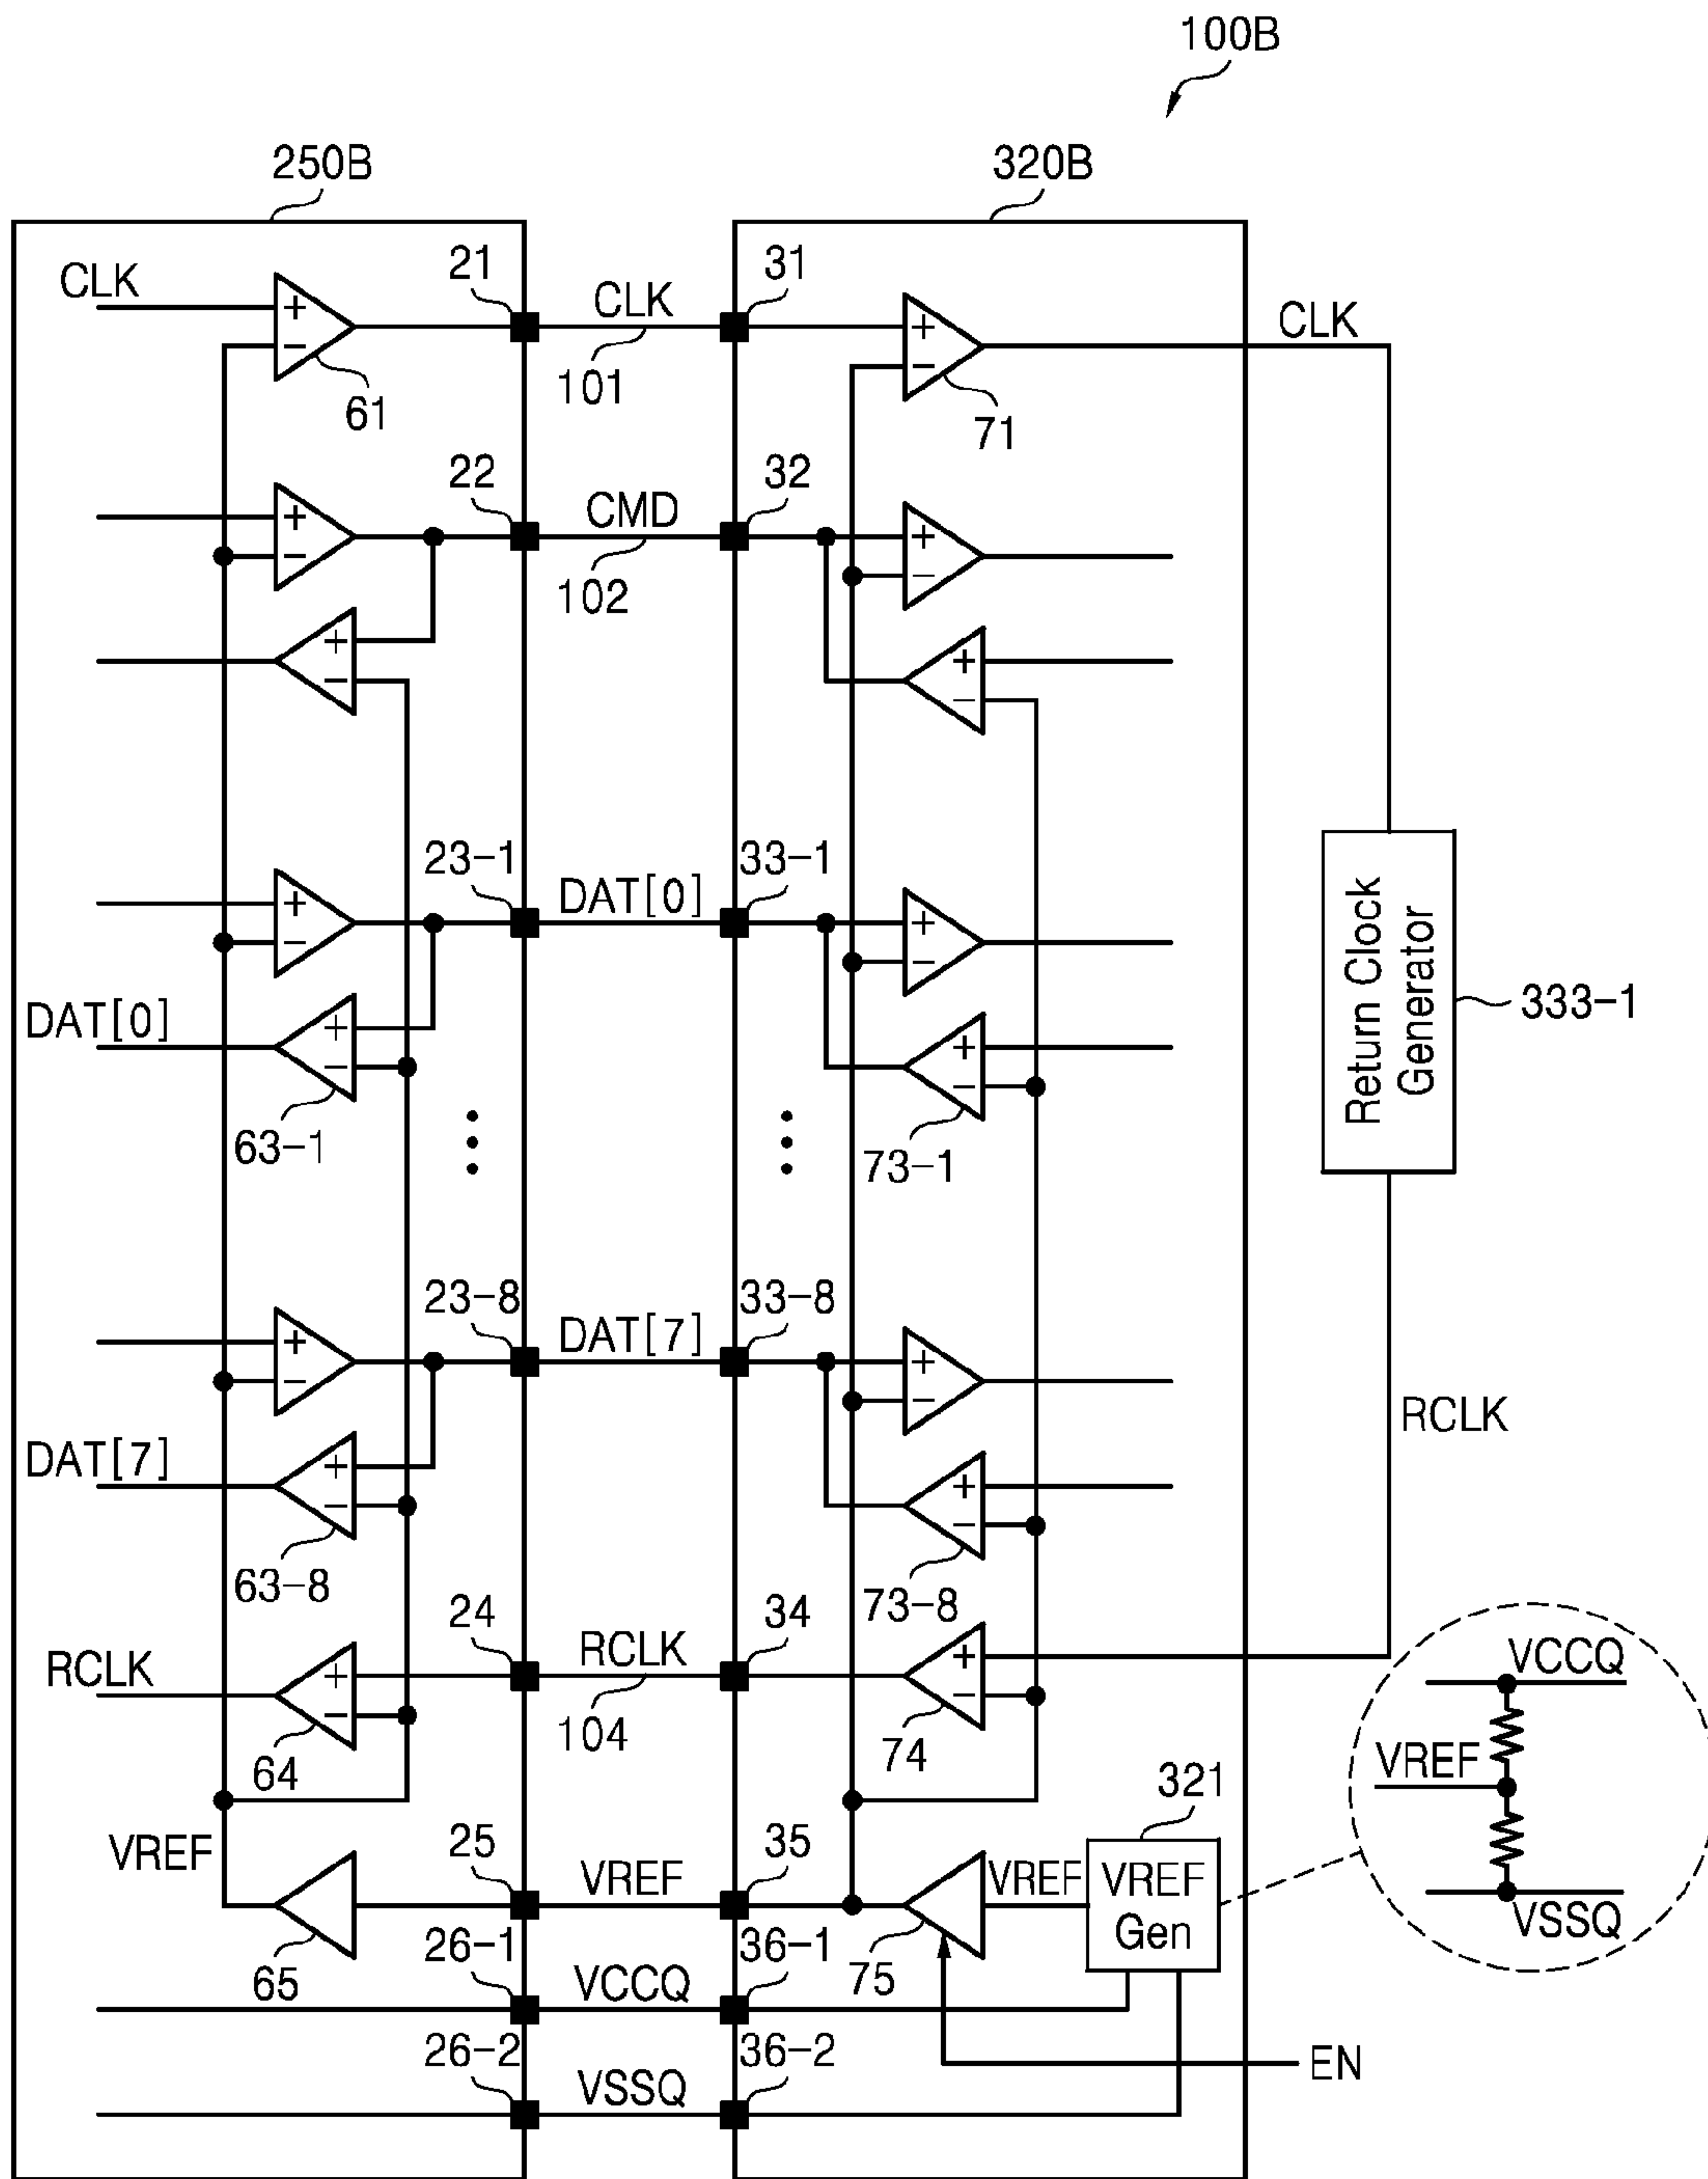 100B
250B
320B
CLK
21
CLK
31
CLK
+
−
+
−
61
101
71
22
CMD
32
+
−
+
−
102
+
−
+
−
23-1
DAT[0]
33-1
+
−
+
−
DAT[0]
+
−
+
−
63-1
73-1
Return Clock
Generator
333-1
23-8
DAT[7]
33-8
+
−
+
−
DAT[7]
+
−
+
−
63-8
73-8
RCLK
24
RCLK
34
RCLK
+
−
+
−
64
104
74
VCCQ
VREF
VSSQ
321
VREF
25
VREF
35
VREF
VREF
Gen
65
26-1
VCCQ
36-1
75
26-2
VSSQ
36-2
EN